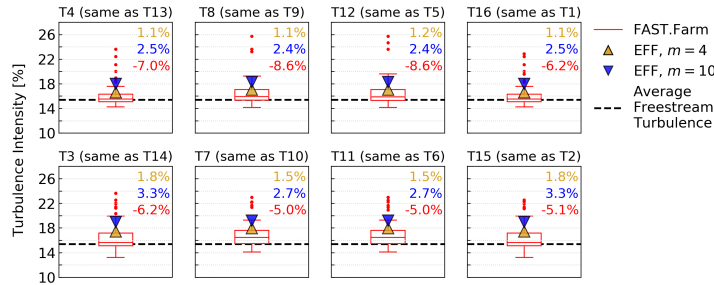 T4 (same as T13)
1.1%
2.5%
-7.0%
T8 (same as T9)
1.1%
2.4%
-8.6%
T12 (same as T5)
1.2%
2.4%
-8.6%
T16 (same as T1)
1.1%
2.5%
-6.2%
26
22
18
14
10
FAST.Farm
EFF, m = 4
EFF, m = 10
Average
Freestream
Turbulence
Turbulence Intensity [%]
T3 (same as T14)
1.8%
3.3%
-6.2%
T7 (same as T10)
1.5%
2.7%
-5.0%
T11 (same as T6)
1.5%
2.7%
-5.0%
T15 (same as T2)
1.8%
3.3%
-5.1%
26
22
18
14
10